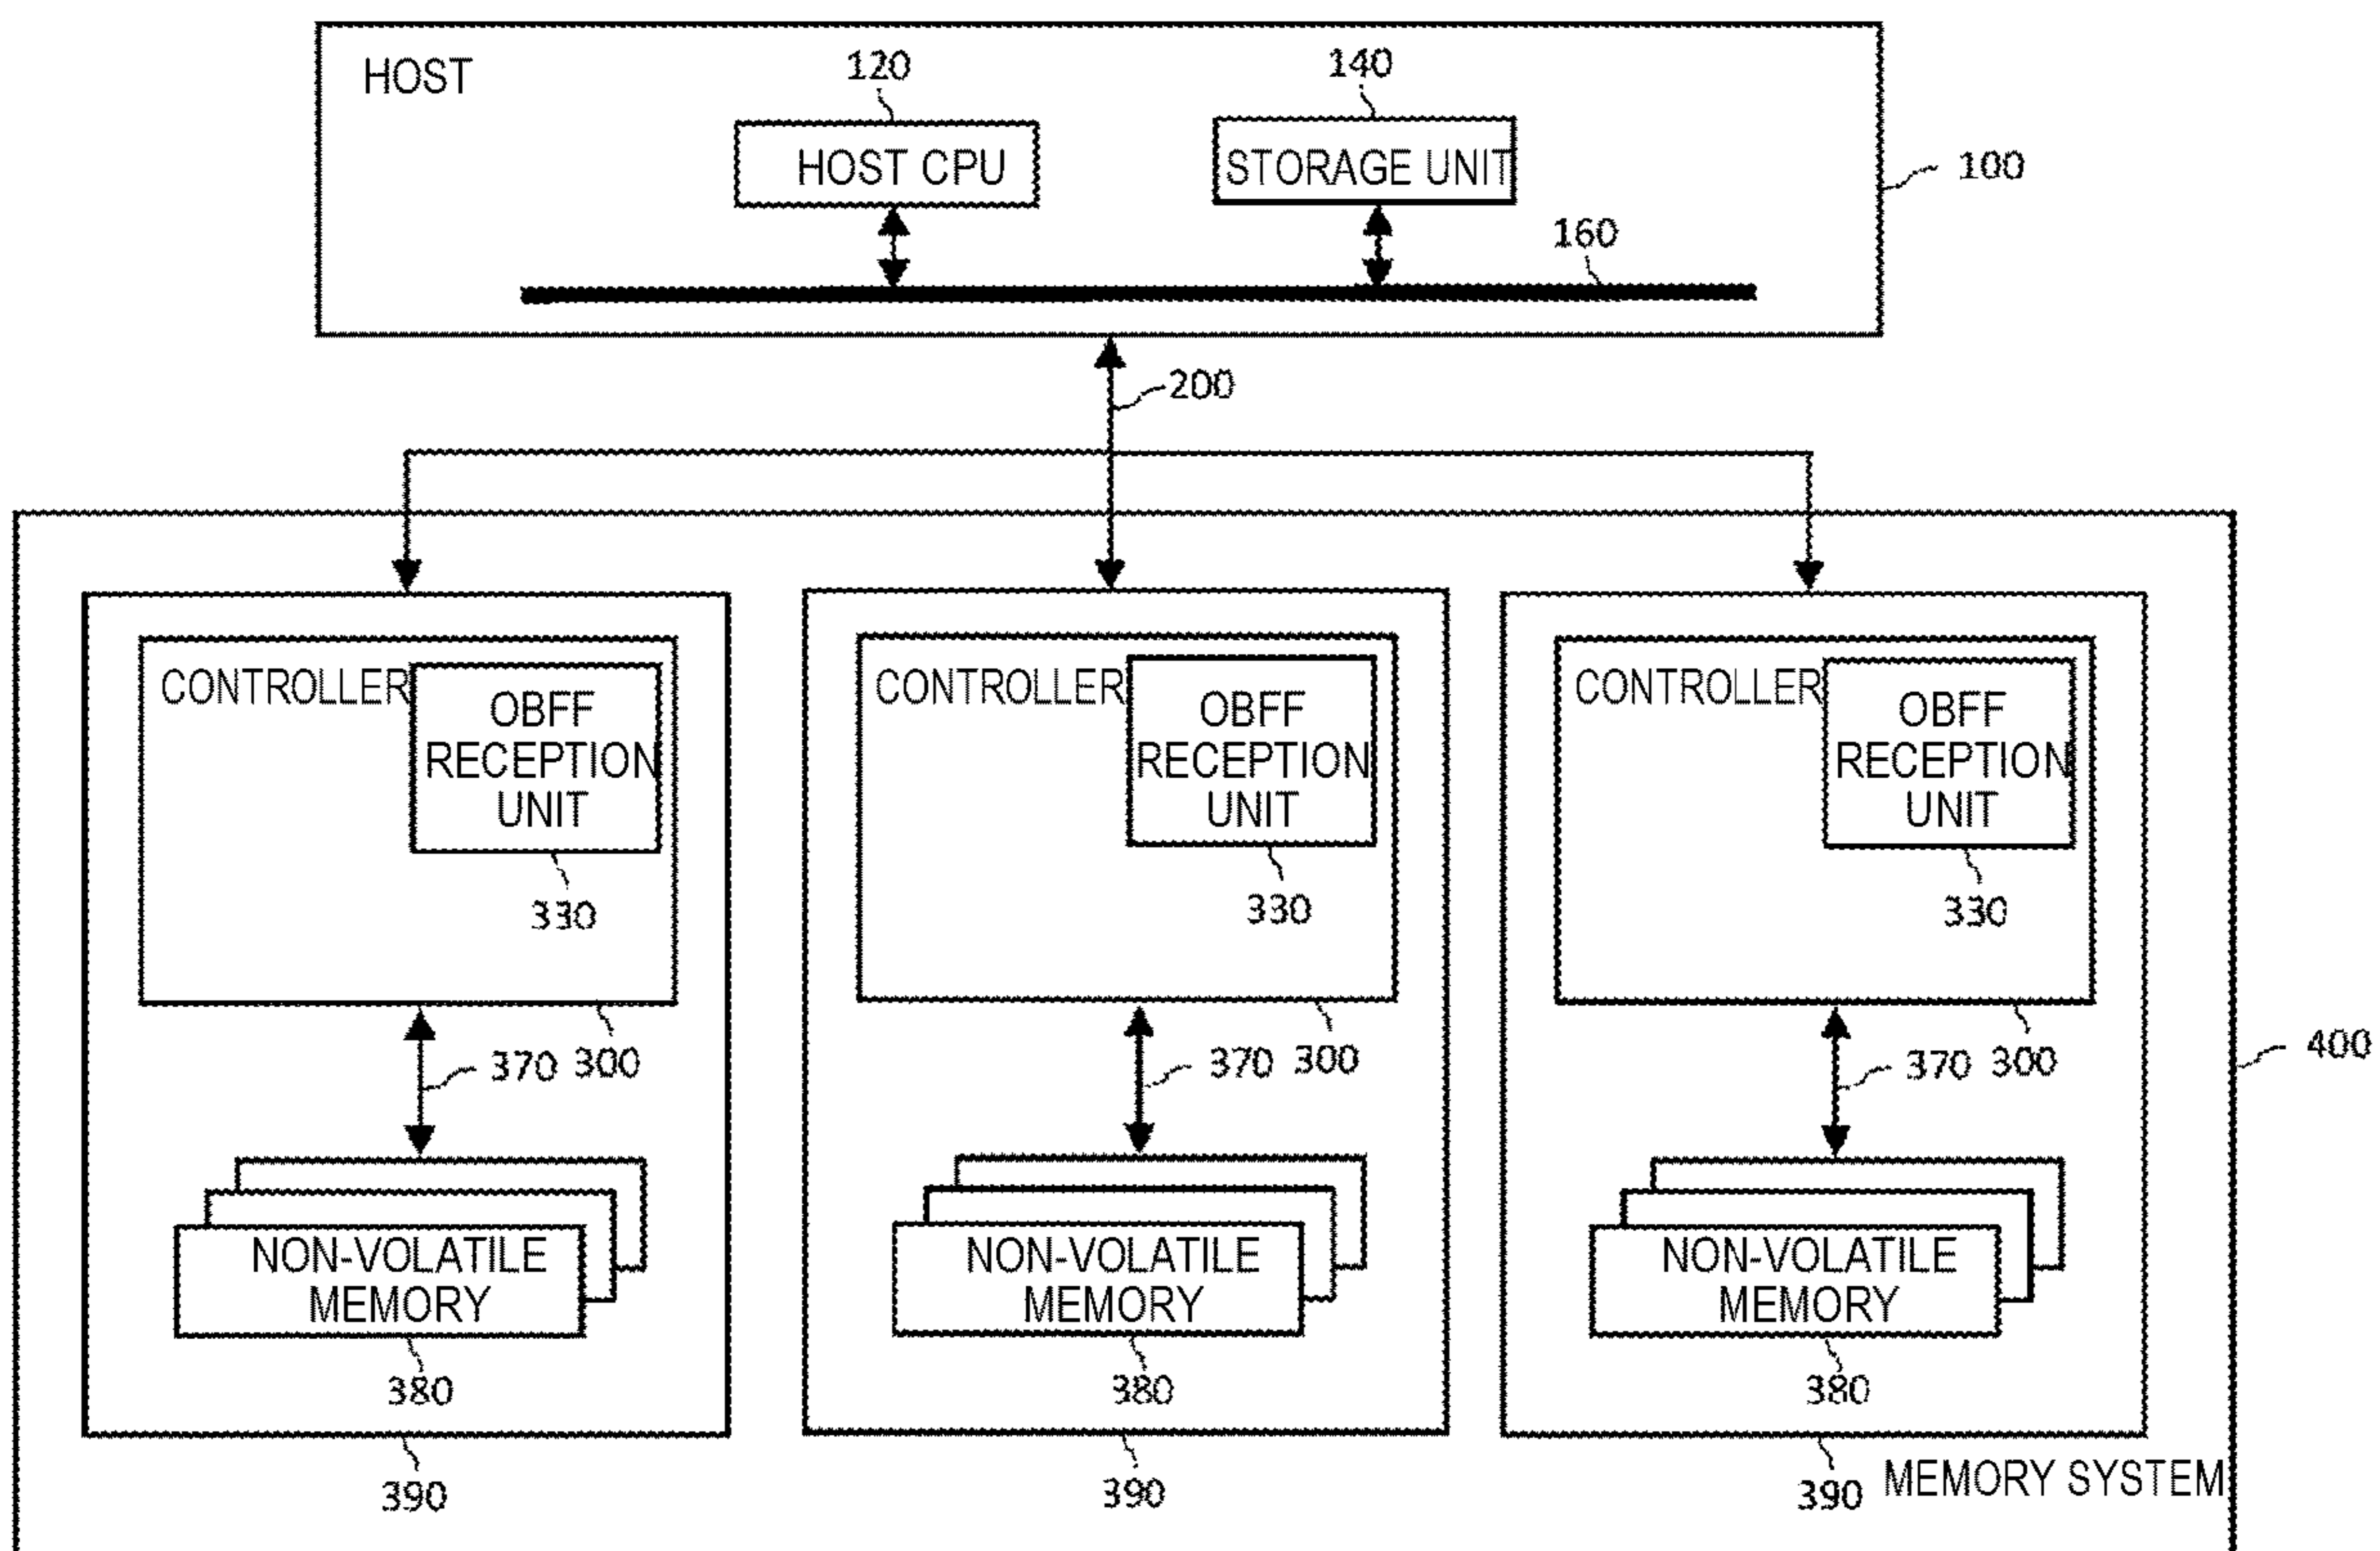 HOST
120
140
HOST CPU
STORAGE UNIT
100
160
200
CONTROLLER
OBFF
RECEPTION
UNIT
330
CONTROLLER
OBFF
RECEPTION
UNIT
330
CONTROLLER
OBFF
RECEPTION
UNIT
330
370
300
370
300
370
300
400
NON-VOLATILE
MEMORY
380
NON-VOLATILE
MEMORY
380
NON-VOLATILE
MEMORY
380
390
390
390
MEMORY SYSTEM